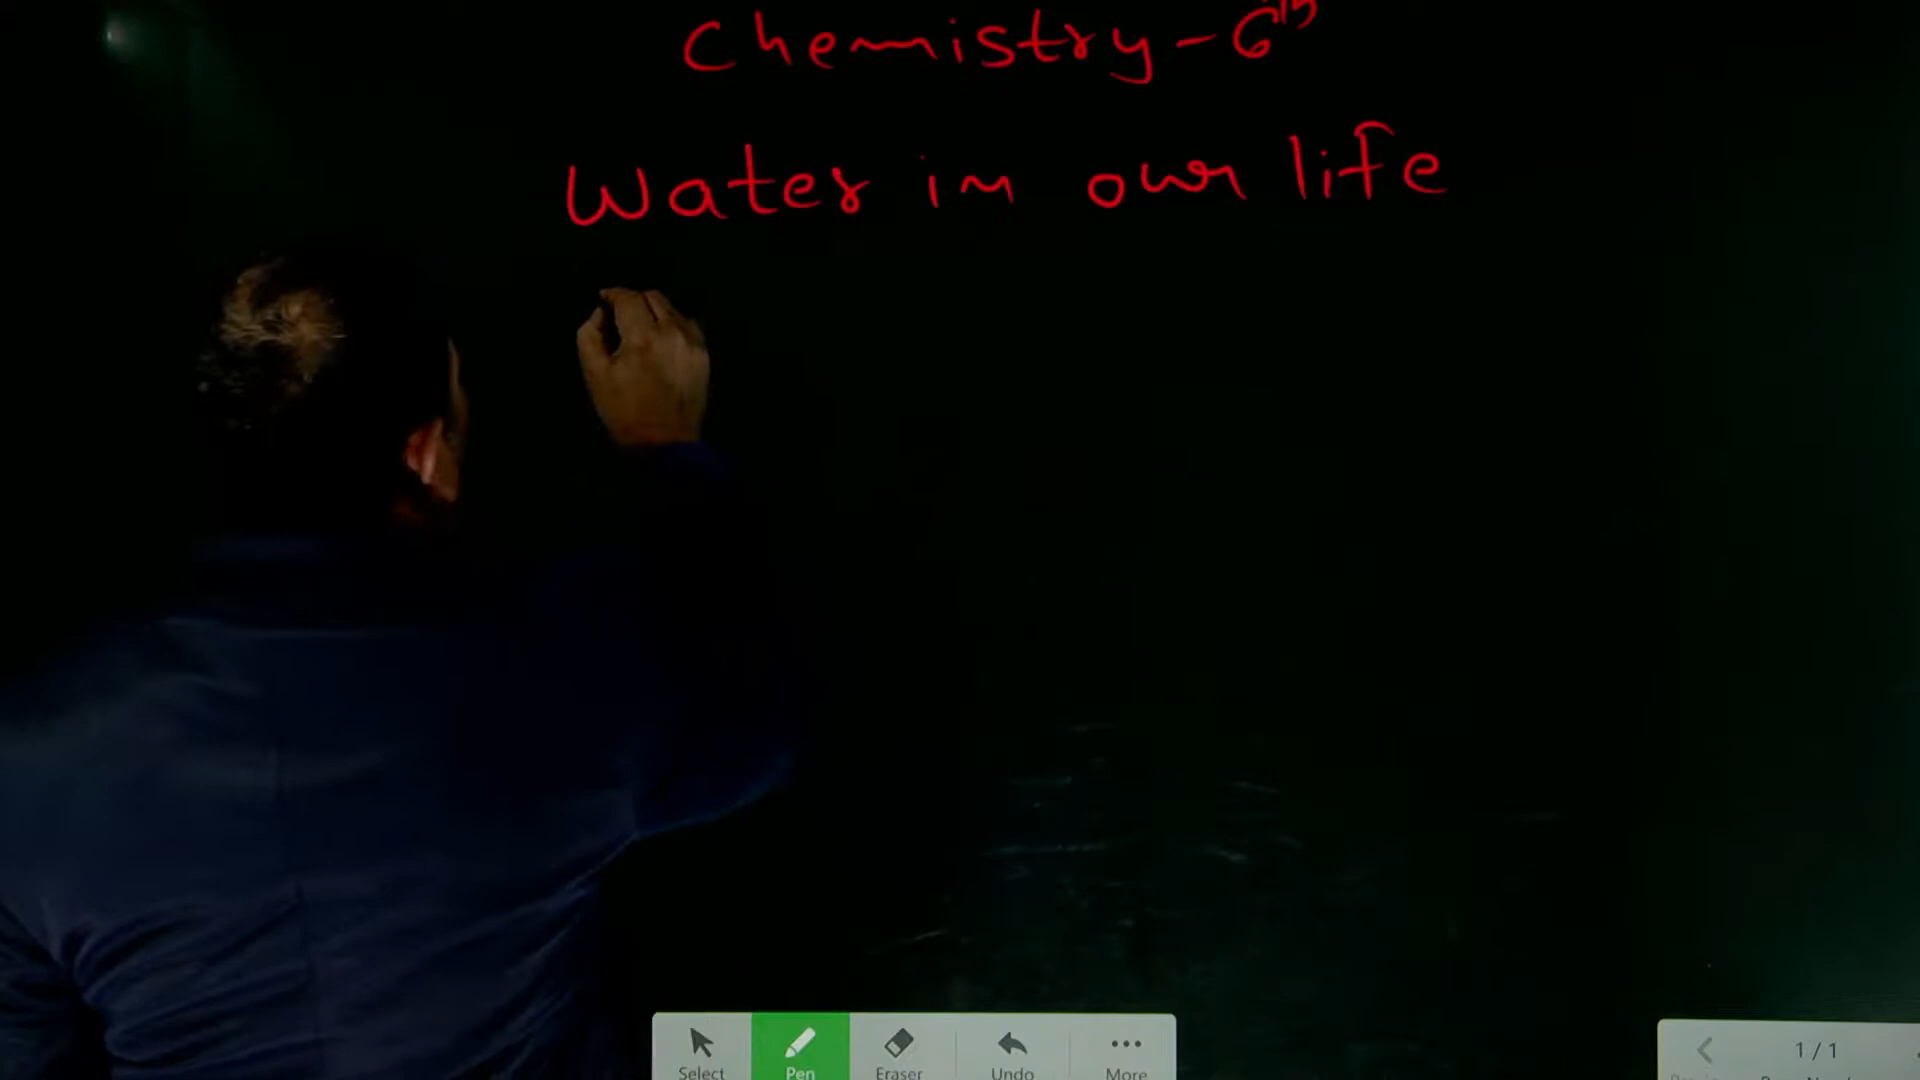 Chemistry - 6th
Water in our life
Select Pen Eraser Undo More
1 / 1